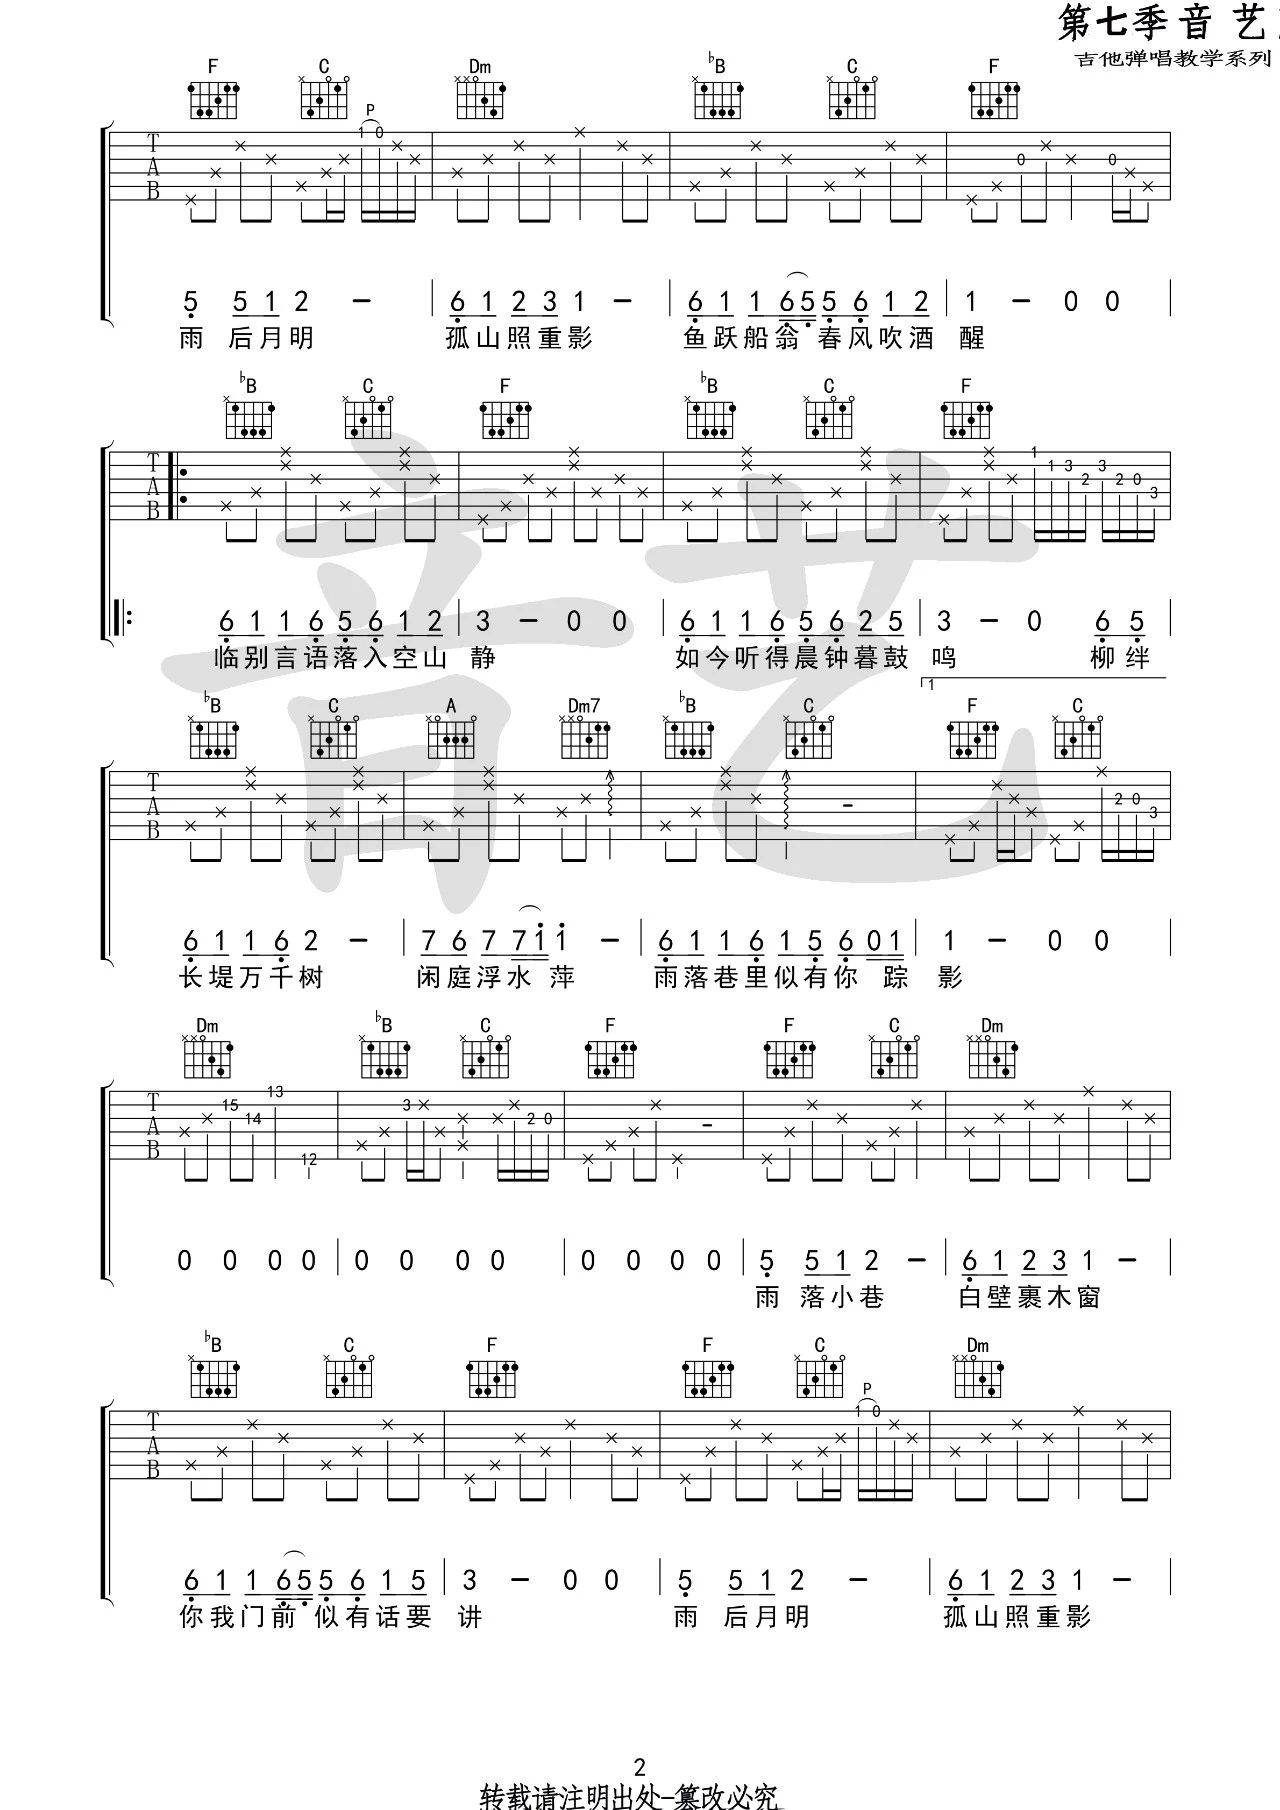 第七季音艺
吉他弹唱教学系列
F C Dm ♭B C F
P
1 0 0 0
T
A
B
5 5 1 2 – 6 1 2 3 1 – 6 1 1 6 5 5 6 1 2 1 – 0 0
雨 后月明 孤山照重影 鱼跃船翁 春风吹酒 醒
♭B C F ♭B C F
1 1 3 2 3 2 0 3
T
A
B
6 1 1 6 5 6 1 2 3 – 0 0 6 1 1 6 5 6 2 5 3 – 0 6 5
临别言语落入空山 静 如今听得晨钟暮鼓 鸣 柳绊
1
♭B C A Dm7 ♭B C F C
2 0 3
T
A
B
6 1 1 6 2 – 7 6 7 7 1 1 – 6 1 1 6 1 5 6 0 1 1 – 0 0
长堤万千树 闲庭浮水 萍 雨落巷里似有你 踪 影
Dm ♭B C F F C Dm
15 14 13 12 3 2 0
T
A
B
0 0 0 0 0 0 0 0 0 0 0 0 5 5 1 2 – 6 1 2 3 1 –
雨 落小巷 白壁裹木窗
♭B C F F C Dm
P
1 0
T
A
B
6 1 1 6 5 5 6 1 5 3 – 0 0 5 5 1 2 – 6 1 2 3 1 –
你我门前 似有话要 讲 雨 后月明 孤山照重影
音艺
2
转载请注明出处-篡改必究